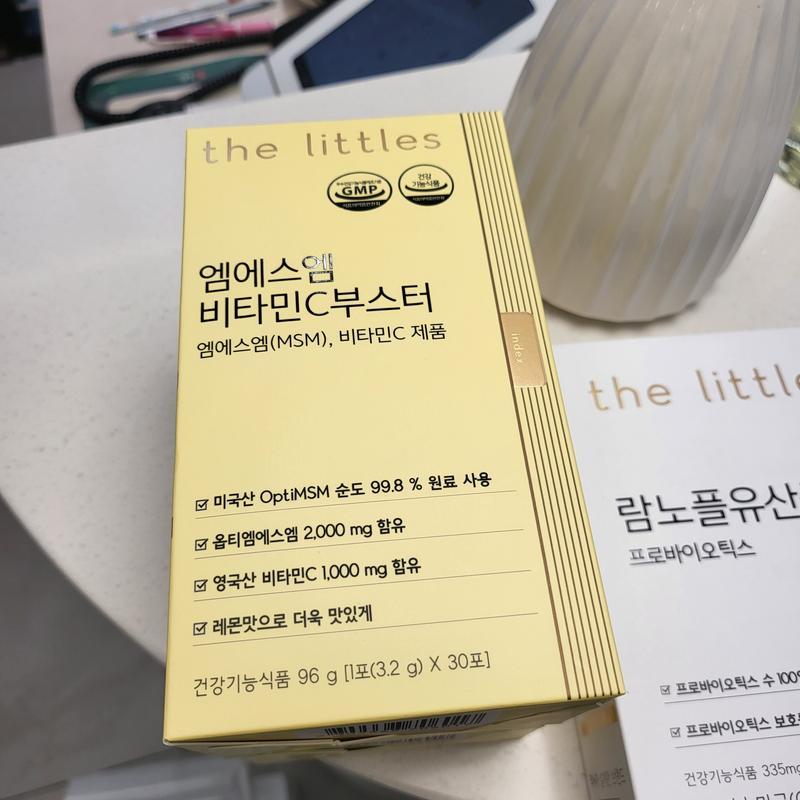 the littles
GMP
건강
기능식품
엠에스엠
비타민C부스터
엠에스엠(MSM), 비타민C 제품
index
미국산 OptiMSM 순도 99.8 % 원료 사용
옵티엠에스엠 2,000 mg 함유
영국산 비타민C 1,000 mg 함유
레몬맛으로 더욱 맛있게
건강기능식품 96 g [1포(3.2 g) X 30포]
the little
람노플유산
프로바이오틱스
프로바이오틱스 수 100
프로바이오틱스 보호
건강기능식품 335mg